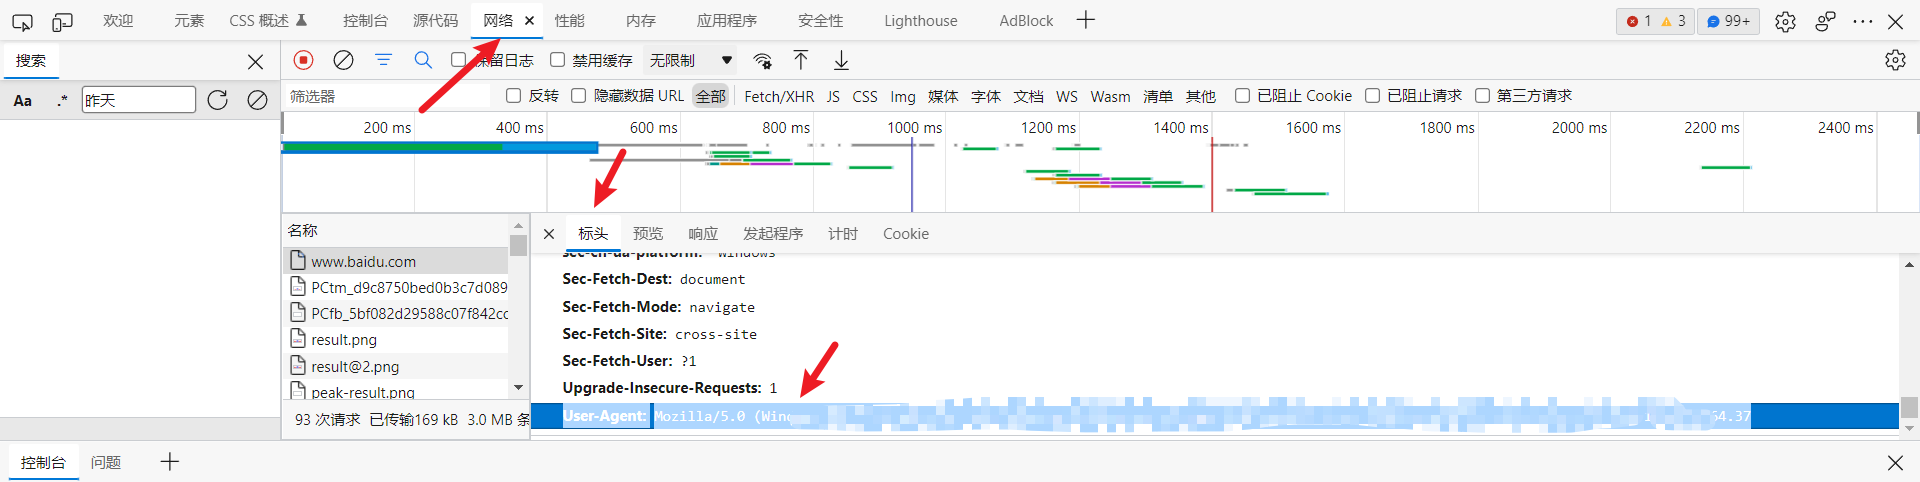 欢迎 元素 CSS 概述 控制台 源代码 网络 性能 内存 应用程序 安全性 Lighthouse AdBlock 1 3 99+
搜索 保留日志 禁用缓存 无限制
Aa .* 昨天 筛选器 反转 隐藏数据 URL 全部 Fetch/XHR JS CSS Img 媒体 字体 文档 WS Wasm 清单 其他 已阻止 Cookie 已阻止请求 第三方请求
200 ms 400 ms 600 ms 800 ms 1000 ms 1200 ms 1400 ms 1600 ms 1800 ms 2000 ms 2200 ms 2400 ms
名称 标头 预览 响应 发起程序 计时 Cookie
Sec-ch-ua-platform: "Windows"
www.baidu.com
Sec-Fetch-Dest: document
PCtm_d9c8750bed0b3c7d089
Sec-Fetch-Mode: navigate
PCfb_5bf082d29588c07f842cc
Sec-Fetch-Site: cross-site
result.png
Sec-Fetch-User: ?1
result@2.png
Upgrade-Insecure-Requests: 1
peak-result.png
User-Agent: Mozilla/5.0 (Wind 54.37
93 次请求 已传输169 kB 3.0 MB 条
控制台 问题